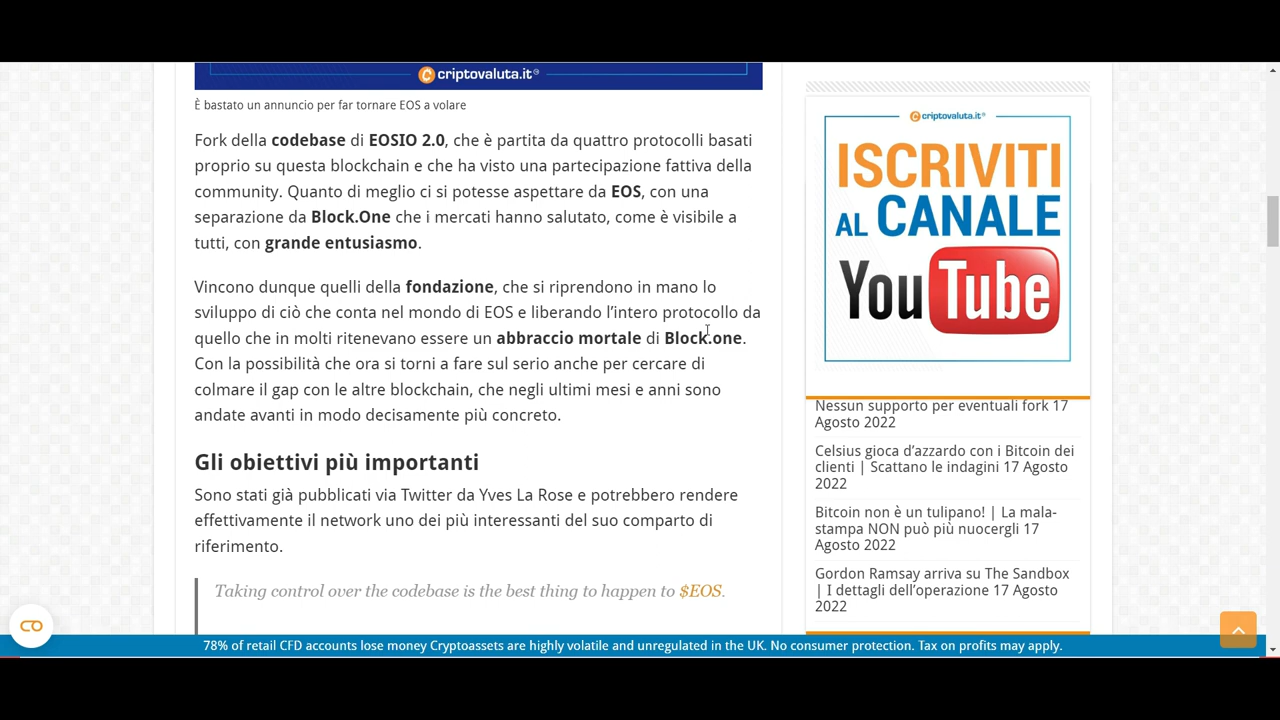 criptovaluta.it
È bastato un annuncio per far tornare EOS a volare
Fork della codebase di EOSIO 2.0, che è partita da quattro protocolli basati
proprio su questa blockchain e che ha visto una partecipazione fattiva della
community. Quanto di meglio ci si potesse aspettare da EOS, con una
separazione da Block.One che i mercati hanno salutato, come è visibile a
tutti, con grande entusiasmo.
Vincono dunque quelli della fondazione, che si riprendono in mano lo
sviluppo di ciò che conta nel mondo di EOS e liberando l’intero protocollo da
quello che in molti ritenevano essere un abbraccio mortale di Block.one.
Con la possibilità che ora si torni a fare sul serio anche per cercare di
colmare il gap con le altre blockchain, che negli ultimi mesi e anni sono
andate avanti in modo decisamente più concreto.
Gli obiettivi più importanti
Sono stati già pubblicati via Twitter da Yves La Rose e potrebbero rendere
effettivamente il network uno dei più interessanti del suo comparto di
riferimento.
Taking control over the codebase is the best thing to happen to $EOS.
criptovaluta.it
ISCRIVITI
AL CANALE
YouTube
Nessun supporto per eventuali fork 17
Agosto 2022
Celsius gioca d’azzardo con i Bitcoin dei
clienti | Scattano le indagini 17 Agosto
2022
Bitcoin non è un tulipano! | La mala-
stampa NON può più nuocergli 17
Agosto 2022
Gordon Ramsay arriva su The Sandbox
| I dettagli dell’operazione 17 Agosto
2022
78% of retail CFD accounts lose money Cryptoassets are highly volatile and unregulated in the UK. No consumer protection. Tax on profits may apply.